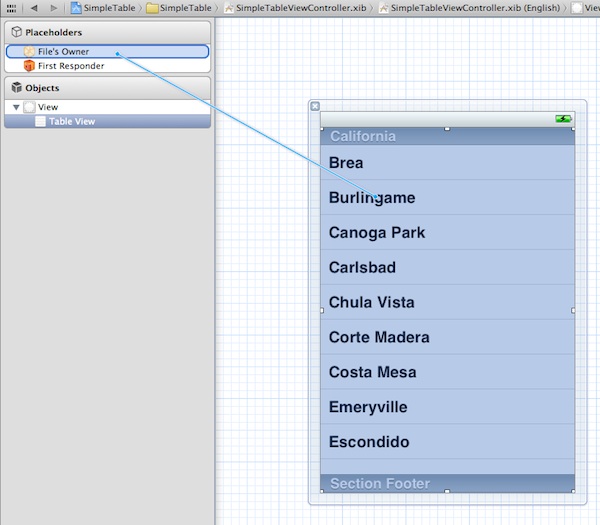 SimpleTable SimpleTable SimpleTableViewController.xib SimpleTableViewController.xib (English) View
Placeholders
File's Owner
First Responder
Objects
View
Table View
California
Brea
Burlingame
Canoga Park
Carlsbad
Chula Vista
Corte Madera
Costa Mesa
Emeryville
Escondido
Section Footer